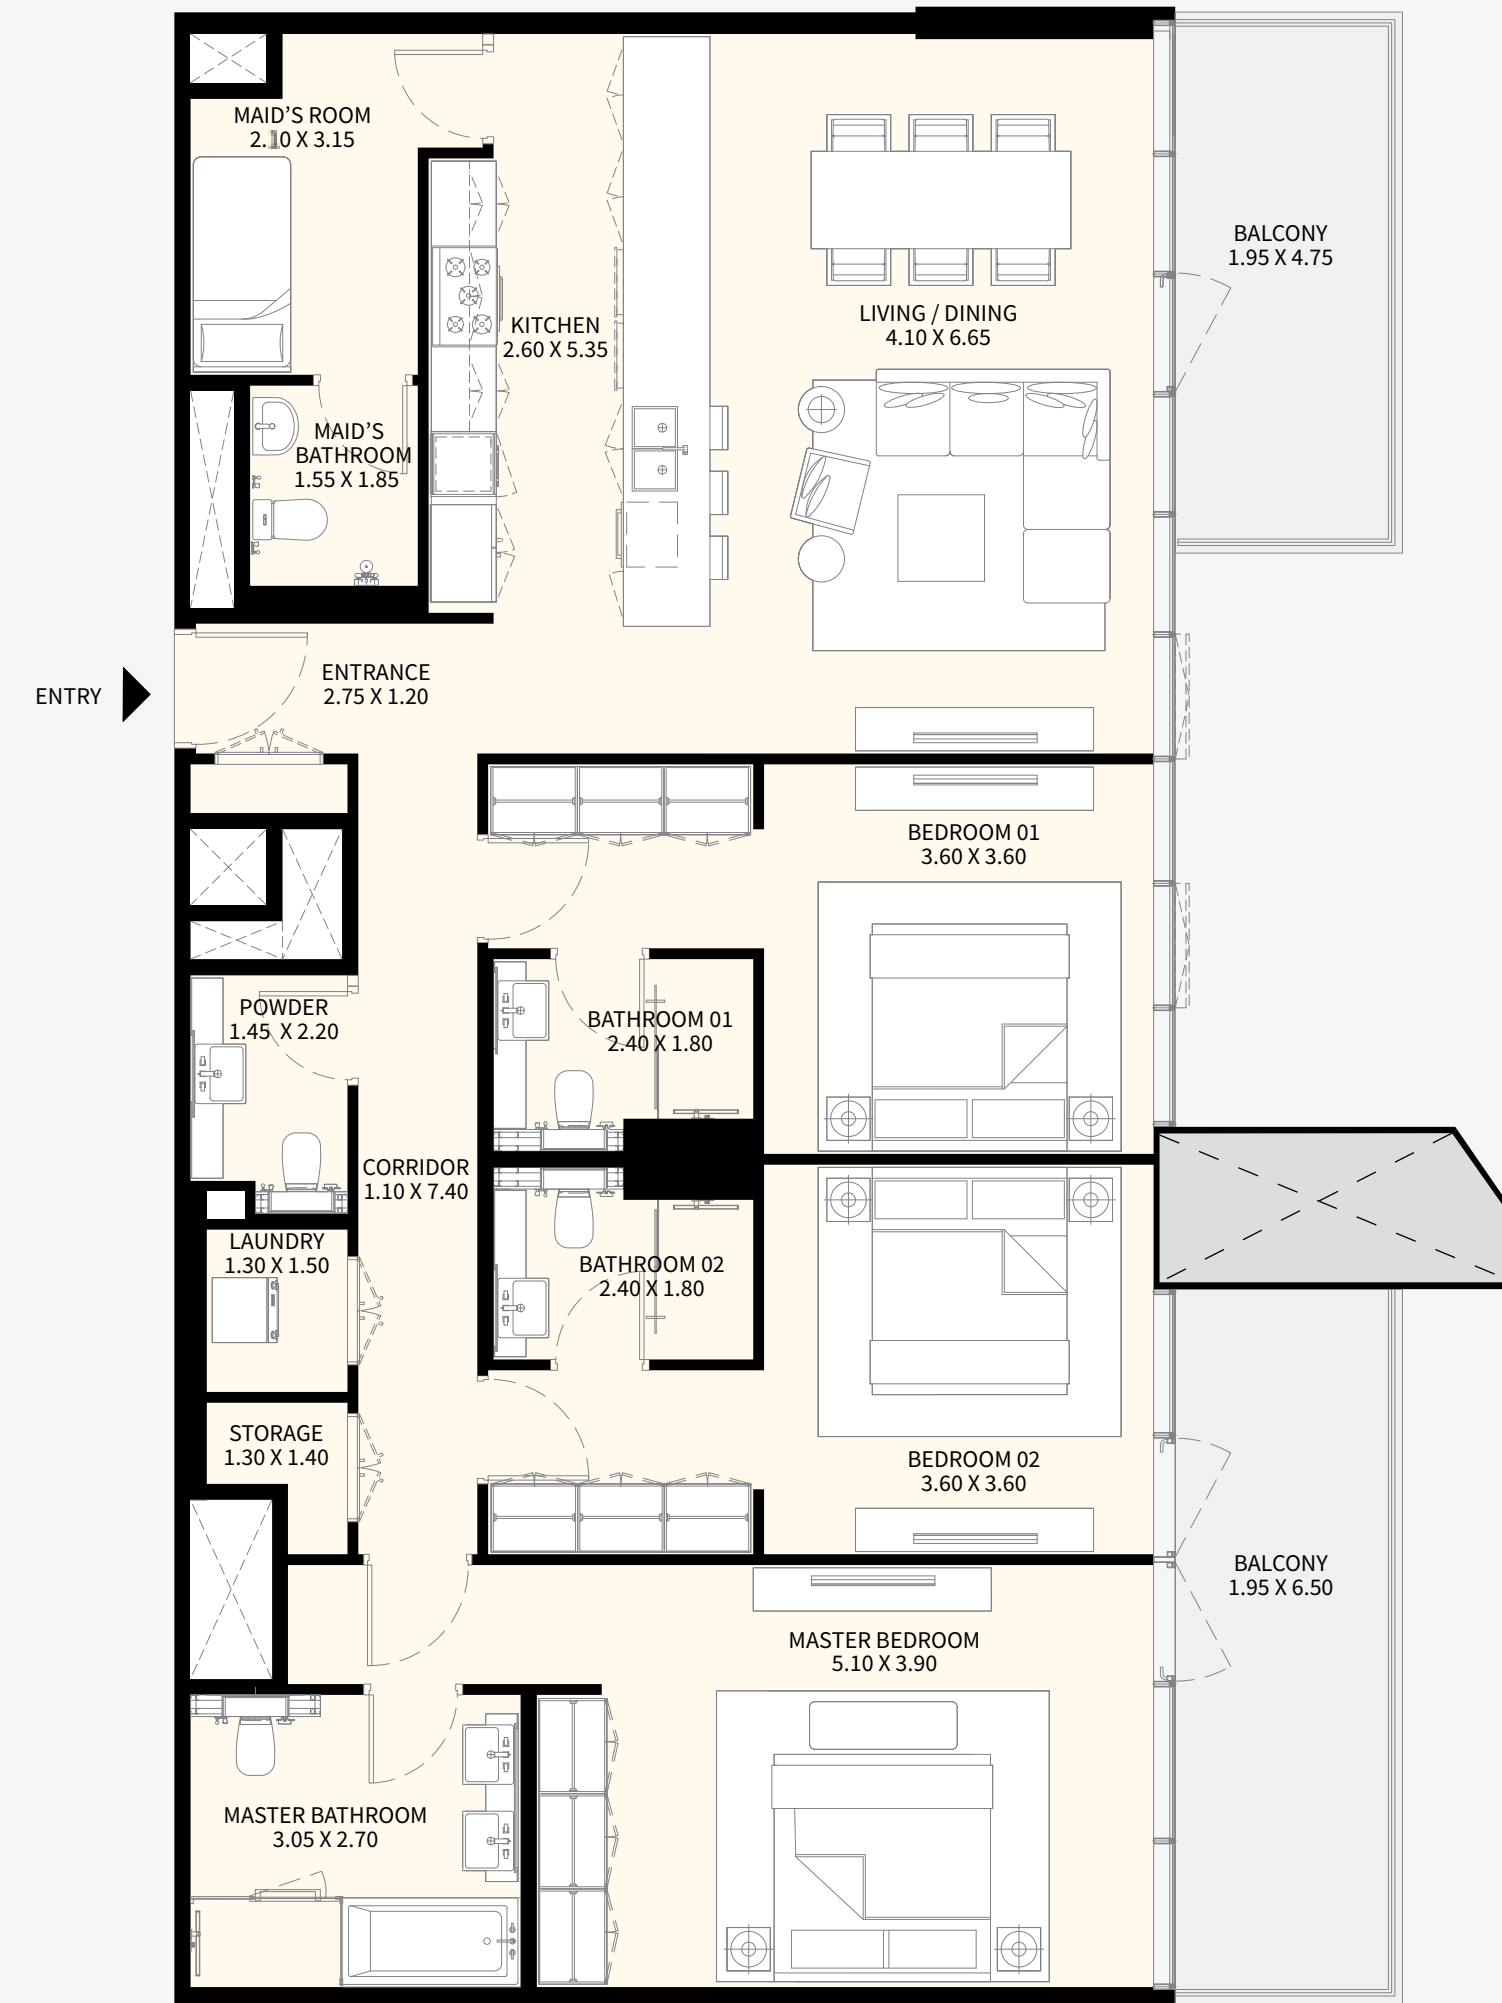 MAID’S ROOM
2.10 X 3.15
BALCONY
1.95 X 4.75
LIVING / DINING
4.10 X 6.65
KITCHEN
2.60 X 5.35
MAID’S
BATHROOM
1.55 X 1.85
ENTRANCE
2.75 X 1.20
ENTRY
BEDROOM 01
3.60 X 3.60
POWDER
1.45 X 2.20
BATHROOM 01
2.40 X 1.80
CORRIDOR
1.10 X 7.40
LAUNDRY
1.30 X 1.50
BATHROOM 02
2.40 X 1.80
STORAGE
1.30 X 1.40
BEDROOM 02
3.60 X 3.60
BALCONY
1.95 X 6.50
MASTER BEDROOM
5.10 X 3.90
MASTER BATHROOM
3.05 X 2.70